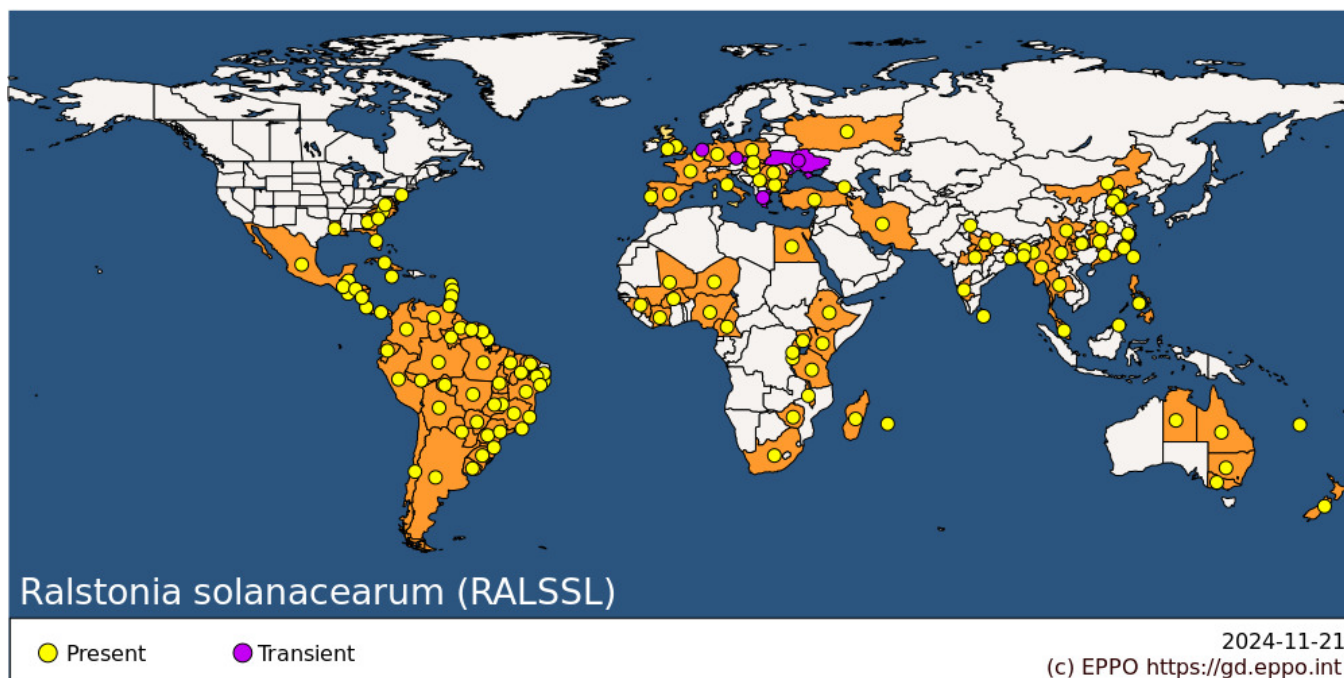 Ralstonia solanacearum (RALSSL)
Present
Transient
2024-11-21
(c) EPPO https://gd.eppo.int